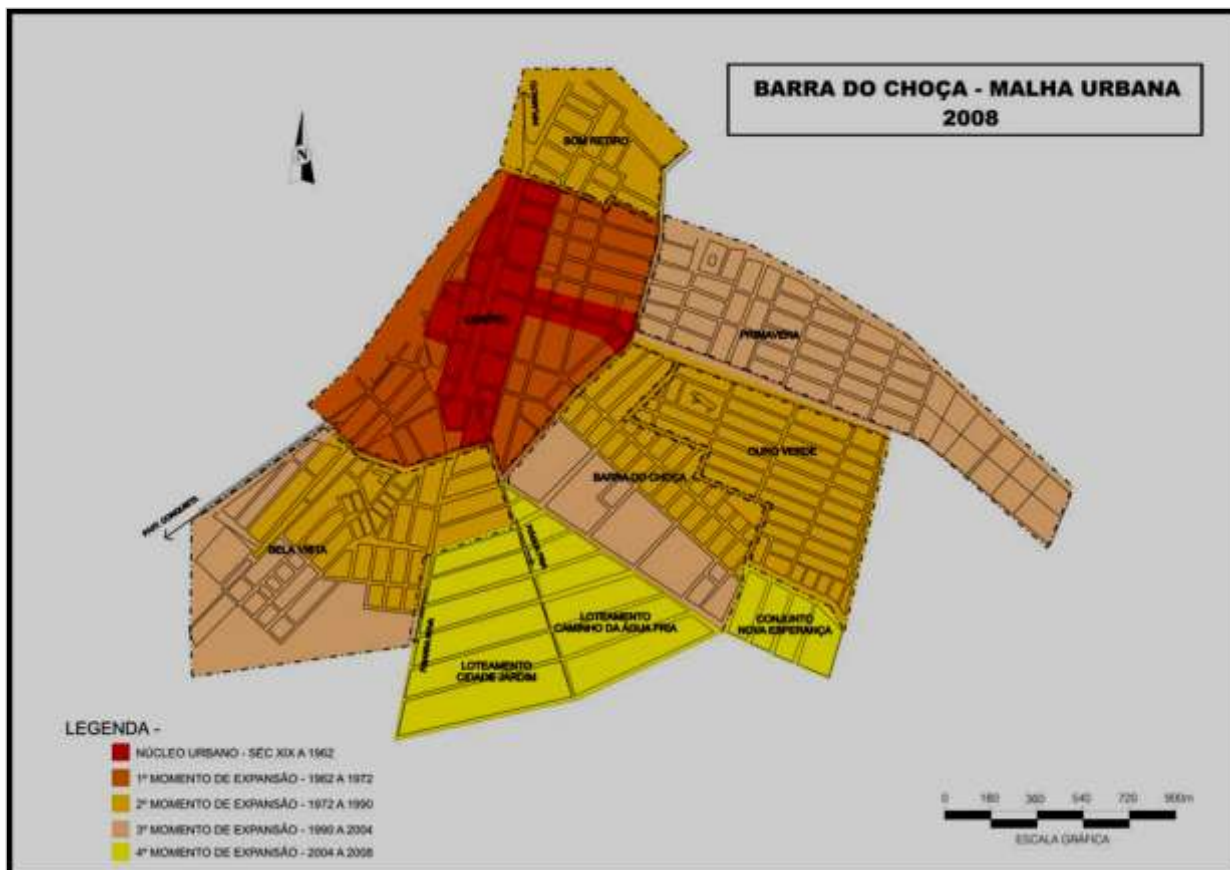 BARRA DO CHOÇA - MALHA URBANA
2008
N
BOM RETIRO
PRIMAVERA
OURO VERDE
BARRA DO CHOÇA
PARA CONQUISTA
BELA VISTA
LOTEAMENTO
CAMINHO DA ÁGUA FRIA
CONJUNTO
NOVA ESPERANÇA
LOTEAMENTO
CIDADE JARDIM
LEGENDA -
NÚCLEO URBANO - SÉC XIX A 1962
1º MOMENTO DE EXPANSÃO - 1962 A 1972
2º MOMENTO DE EXPANSÃO - 1972 A 1990
3º MOMENTO DE EXPANSÃO - 1990 A 2004
4º MOMENTO DE EXPANSÃO - 2004 A 2008
0 180 360 540 720 900m
ESCALA GRÁFICA